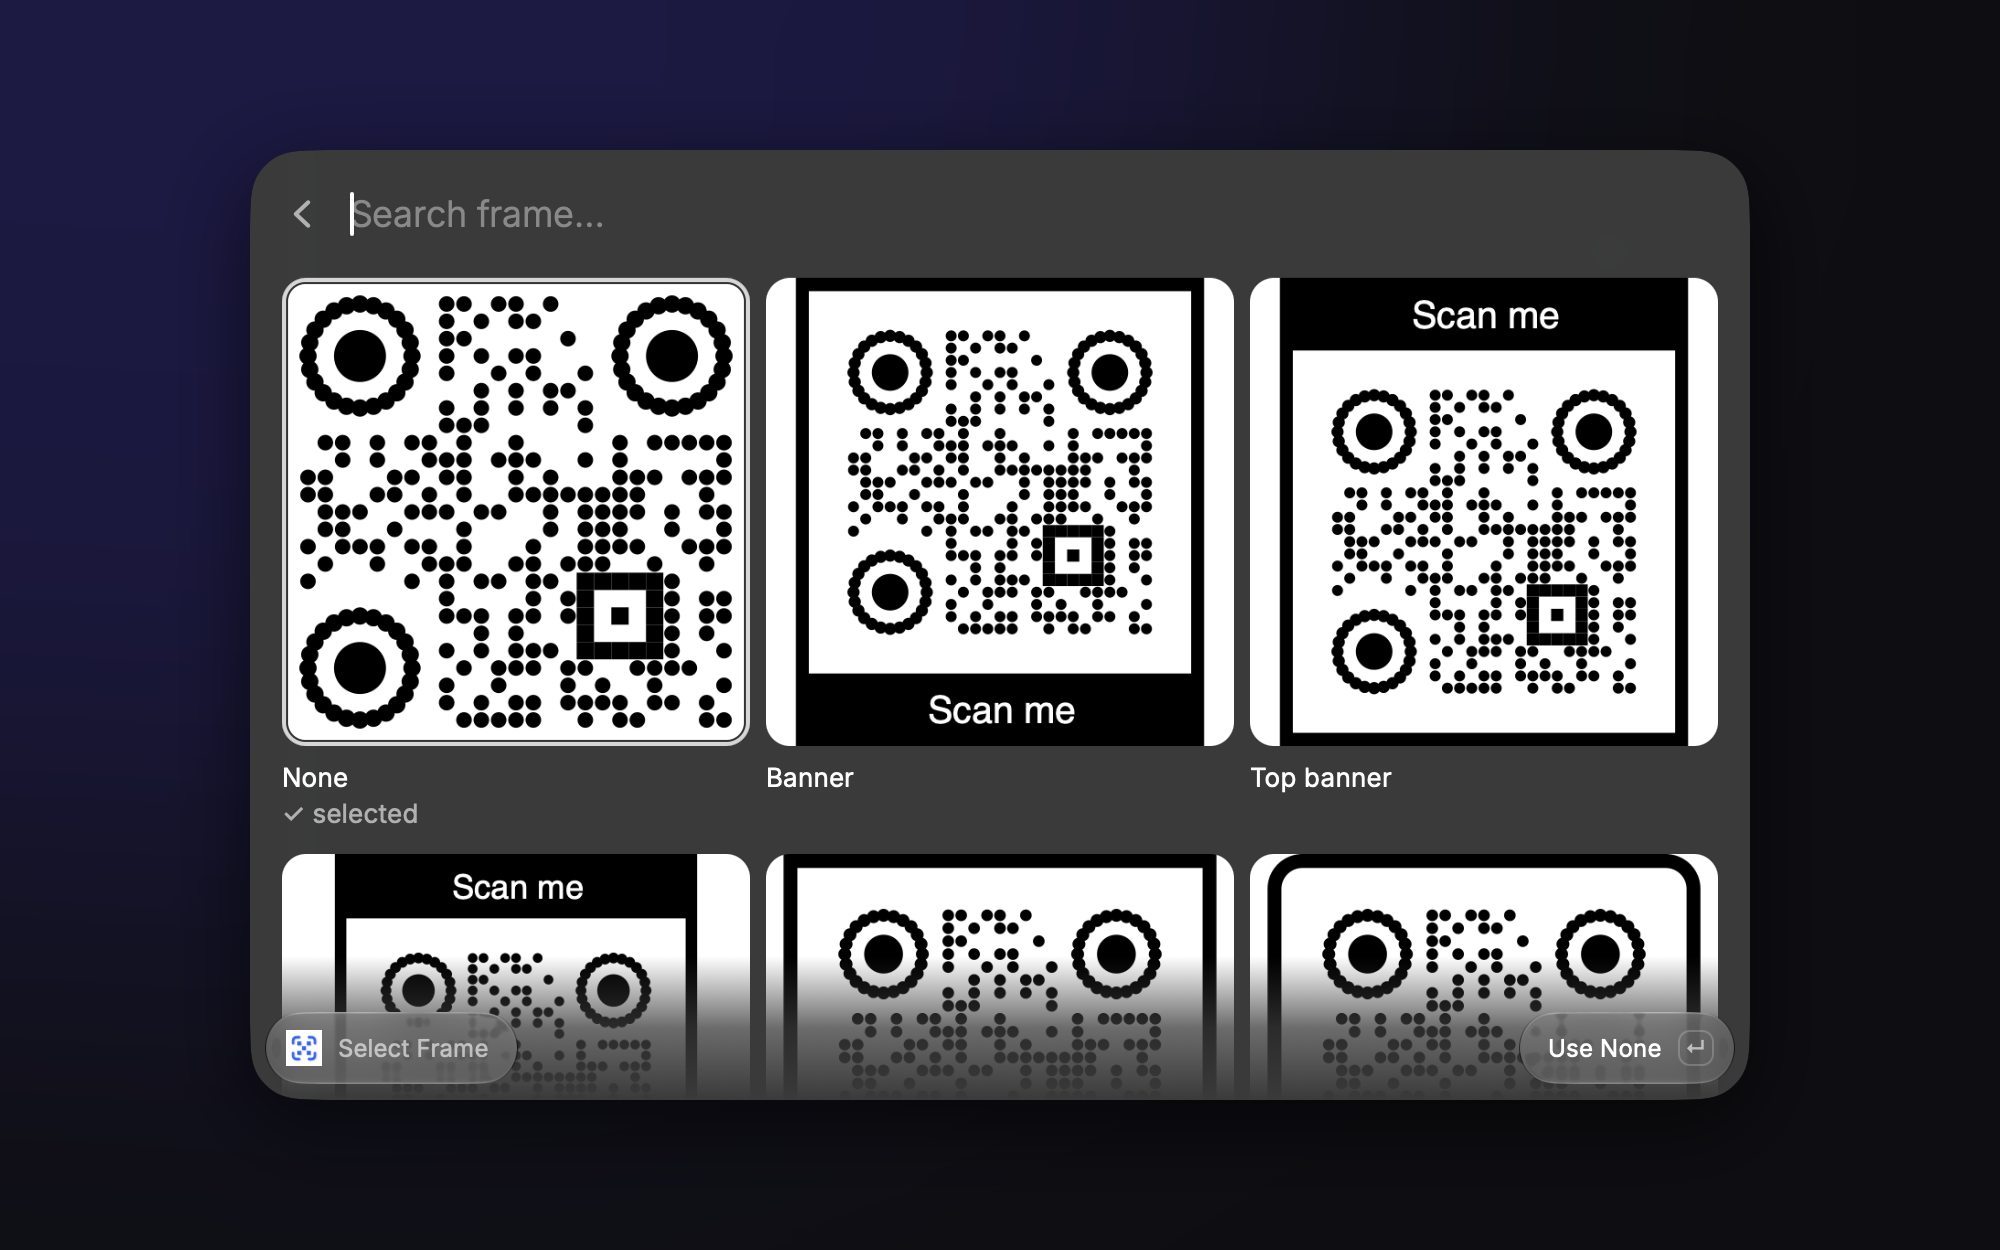 Search frame...
Scan me
Scan me
None
Banner
Top banner
✓ selected
Scan me
Select Frame
Use None